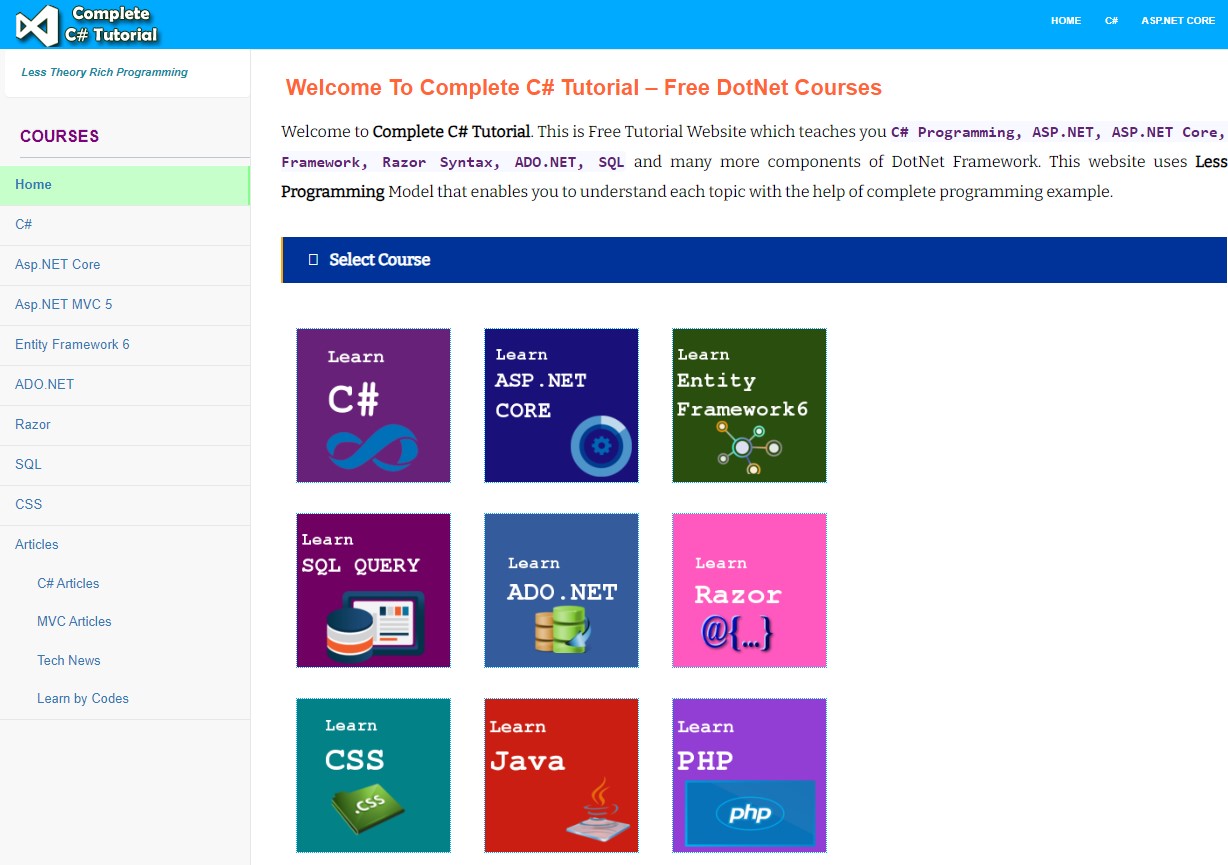 Complete
C# Tutorial
HOME C# ASP.NET CORE
Less Theory Rich Programming
COURSES
Home
C#
Asp.NET Core
Asp.NET MVC 5
Entity Framework 6
ADO.NET
Razor
SQL
CSS
Articles
C# Articles
MVC Articles
Tech News
Learn by Codes
Welcome To Complete C# Tutorial – Free DotNet Courses
Welcome to Complete C# Tutorial. This is Free Tutorial Website which teaches you C# Programming, ASP.NET, ASP.NET Core,
Framework, Razor Syntax, ADO.NET, SQL and many more components of DotNet Framework. This website uses Less
Programming Model that enables you to understand each topic with the help of complete programming example.
Select Course
Learn
C#
Learn
ASP.NET
CORE
Learn
Entity
Framework6
Learn
SQL QUERY
Learn
ADO.NET
Learn
Razor
@{...}
Learn
CSS
.CSS
Learn
Java
Learn
PHP
php